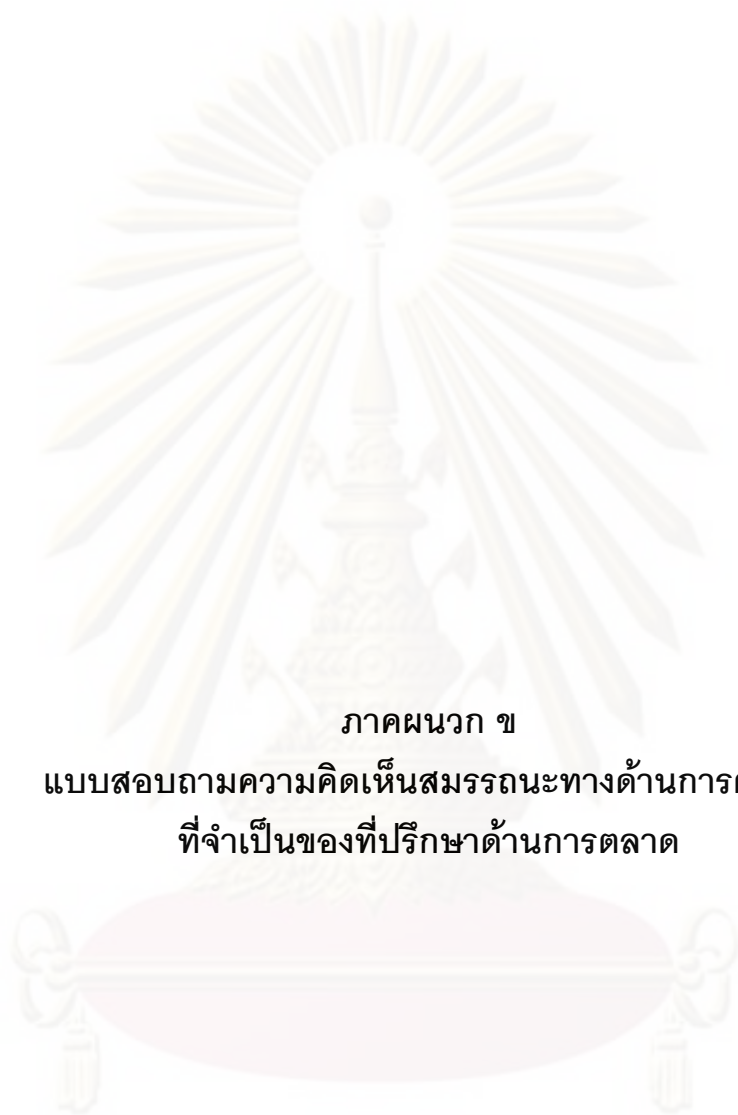 ภาคผนวก ข
แบบสอบถามความคิดเห็นสมรรถนะทางด้านการ
ที่จำเป็นของที่ปรึกษาด้านการตลาด